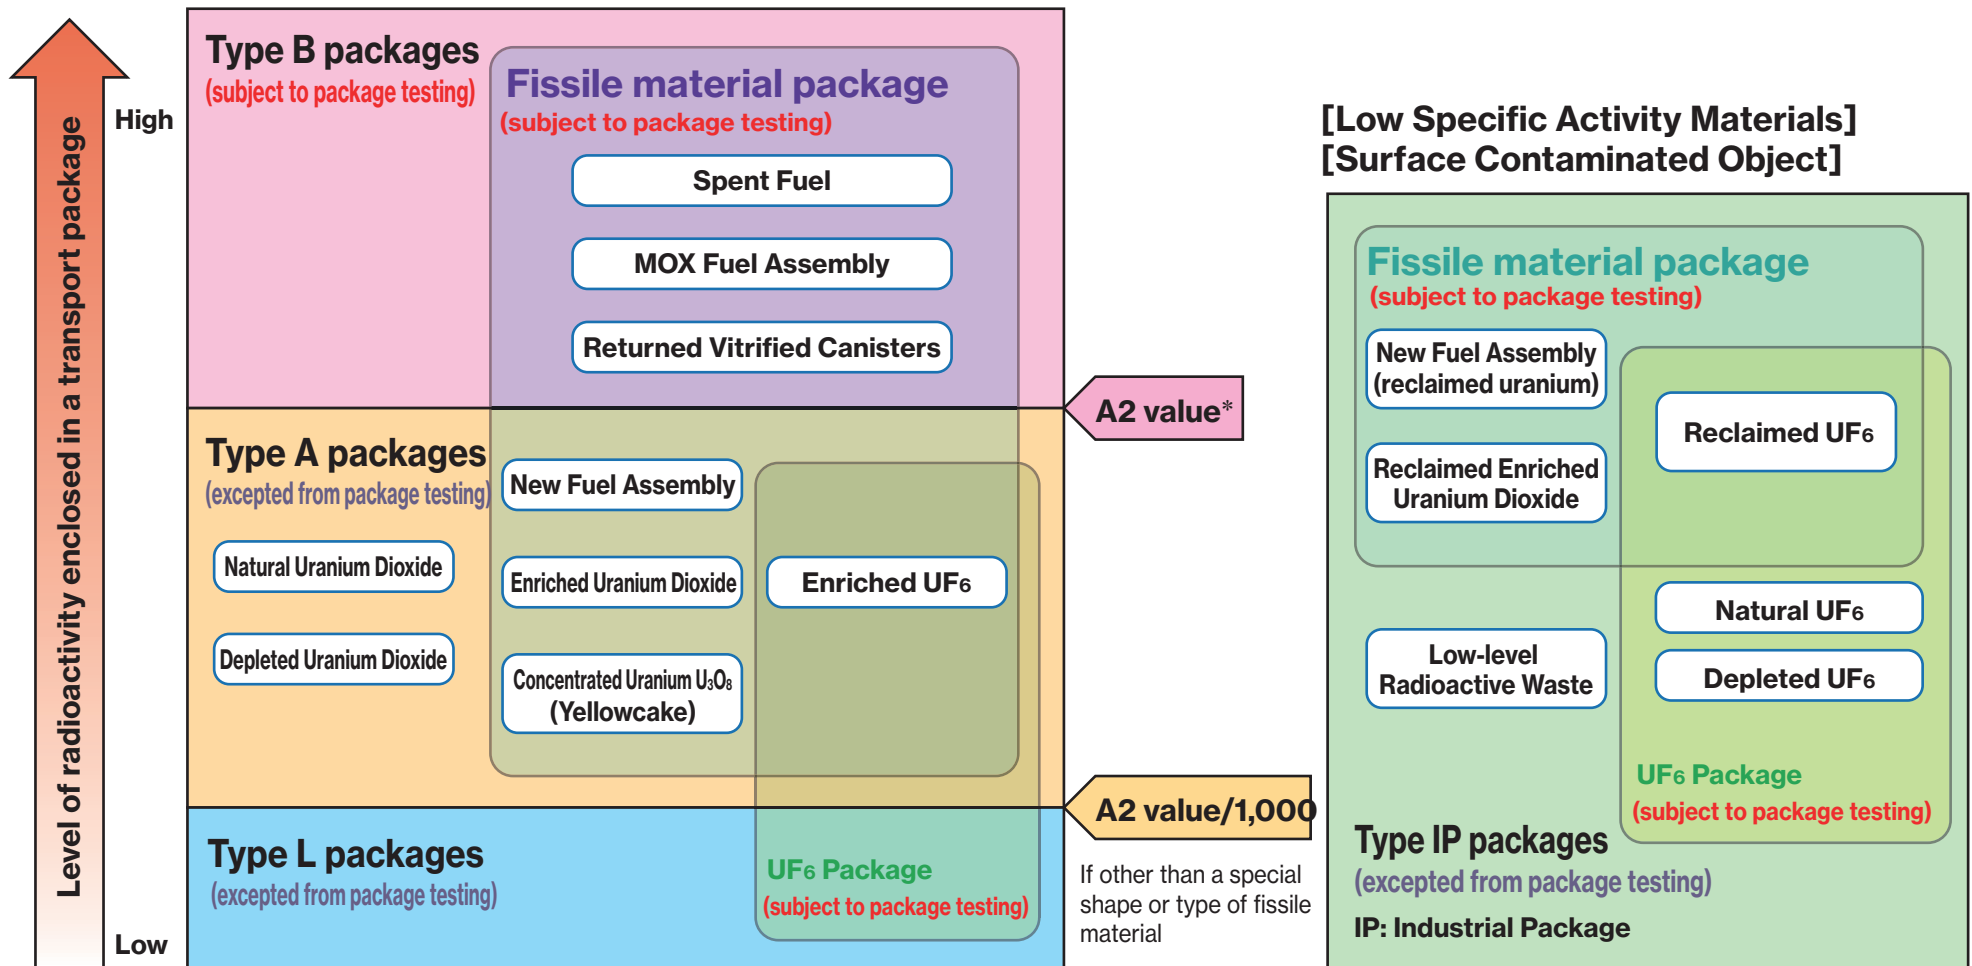 Level of radioactivity enclosed in a transport package
High
Low
Type B packages
(subject to package testing)
Fissile material package
(subject to package testing)
Spent Fuel
MOX Fuel Assembly
Returned Vitrified Canisters
A2 value*
Type A packages
(excepted from package testing)
Natural Uranium Dioxide
Depleted Uranium Dioxide
New Fuel Assembly
Enriched Uranium Dioxide
Concentrated Uranium U₃O₈
(Yellowcake)
Enriched UF₆
A2 value/1,000
If other than a special
shape or type of fissile
material
Type L packages
(excepted from package testing)
UF₆ Package
(subject to package testing)
[Low Specific Activity Materials]
[Surface Contaminated Object]
Fissile material package
(subject to package testing)
New Fuel Assembly
(reclaimed uranium)
Reclaimed Enriched
Uranium Dioxide
Reclaimed UF₆
Natural UF₆
Depleted UF₆
Low-level
Radioactive Waste
UF₆ Package
(subject to package testing)
Type IP packages
(excepted from package testing)
IP: Industrial Package